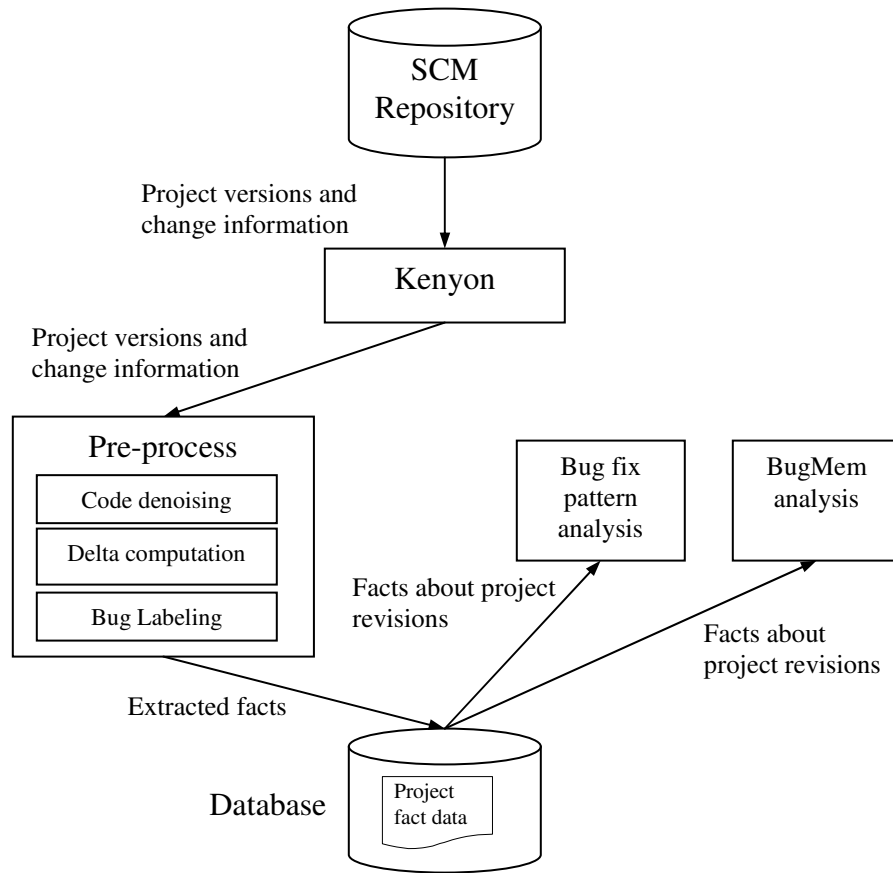 SCM
Repository
Project versions and
change information
Kenyon
Project versions and
change information
Pre-process
Code denoising
Delta computation
Bug Labeling
Bug fix
pattern
analysis
BugMem
analysis
Facts about project
revisions
Facts about
project revisions
Extracted facts
Database
Project
fact data